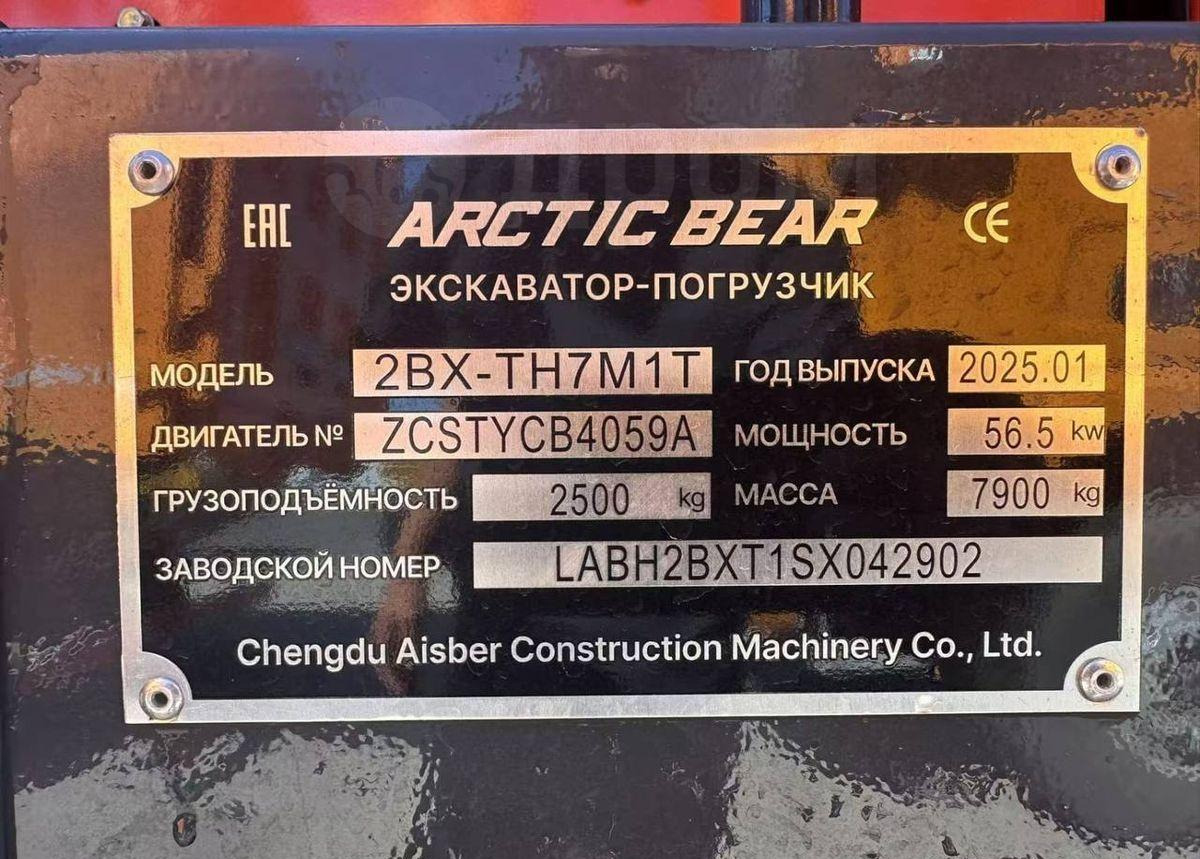 EAC ARCTIC BEAR CE
ЭКСКАВАТОР-ПОГРУЗЧИК
МОДЕЛЬ 2BX-TH7M1T ГОД ВЫПУСКА 2025.01
ДВИГАТЕЛЬ № ZCSTYCB4059A МОЩНОСТЬ 56.5 kw
ГРУЗОПОДЪЁМНОСТЬ 2500 kg МАССА 7900 kg
ЗАВОДСКОЙ НОМЕР LABH2BXT1SX042902
Chengdu Aisber Construction Machinery Co., Ltd.